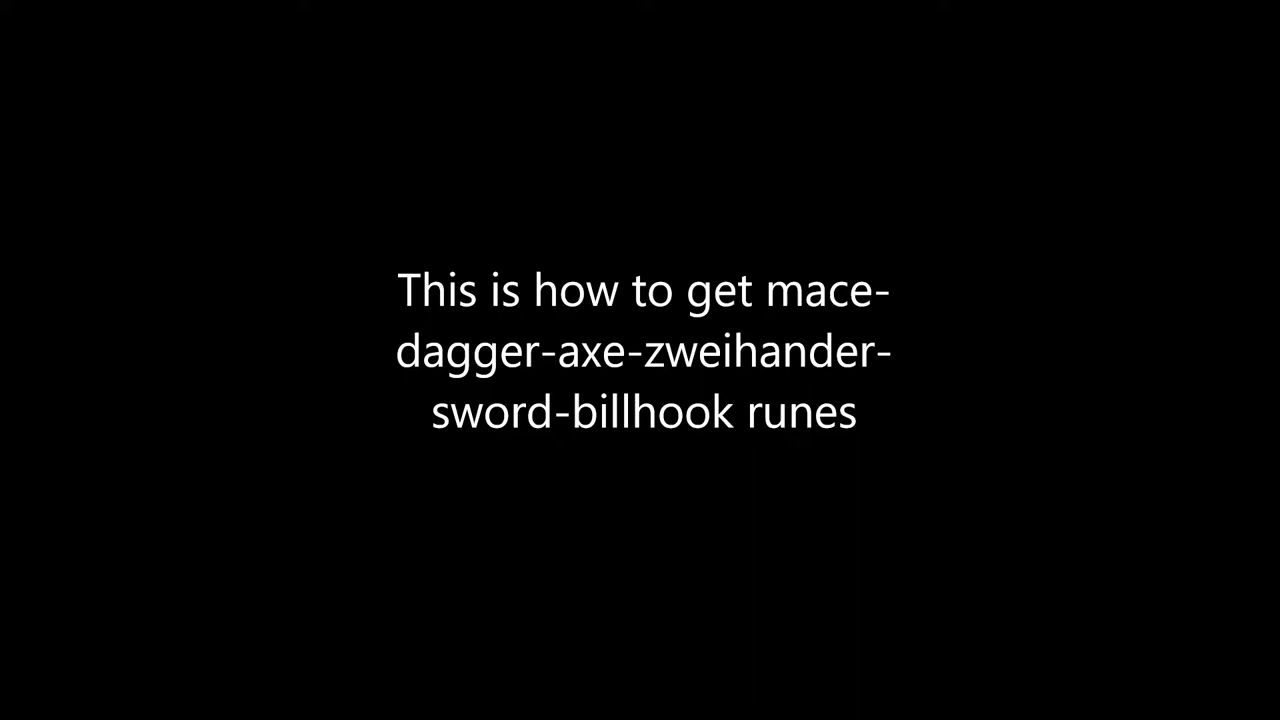 This is how to get mace-
dagger-axe-zweihander-
sword-billhook runes